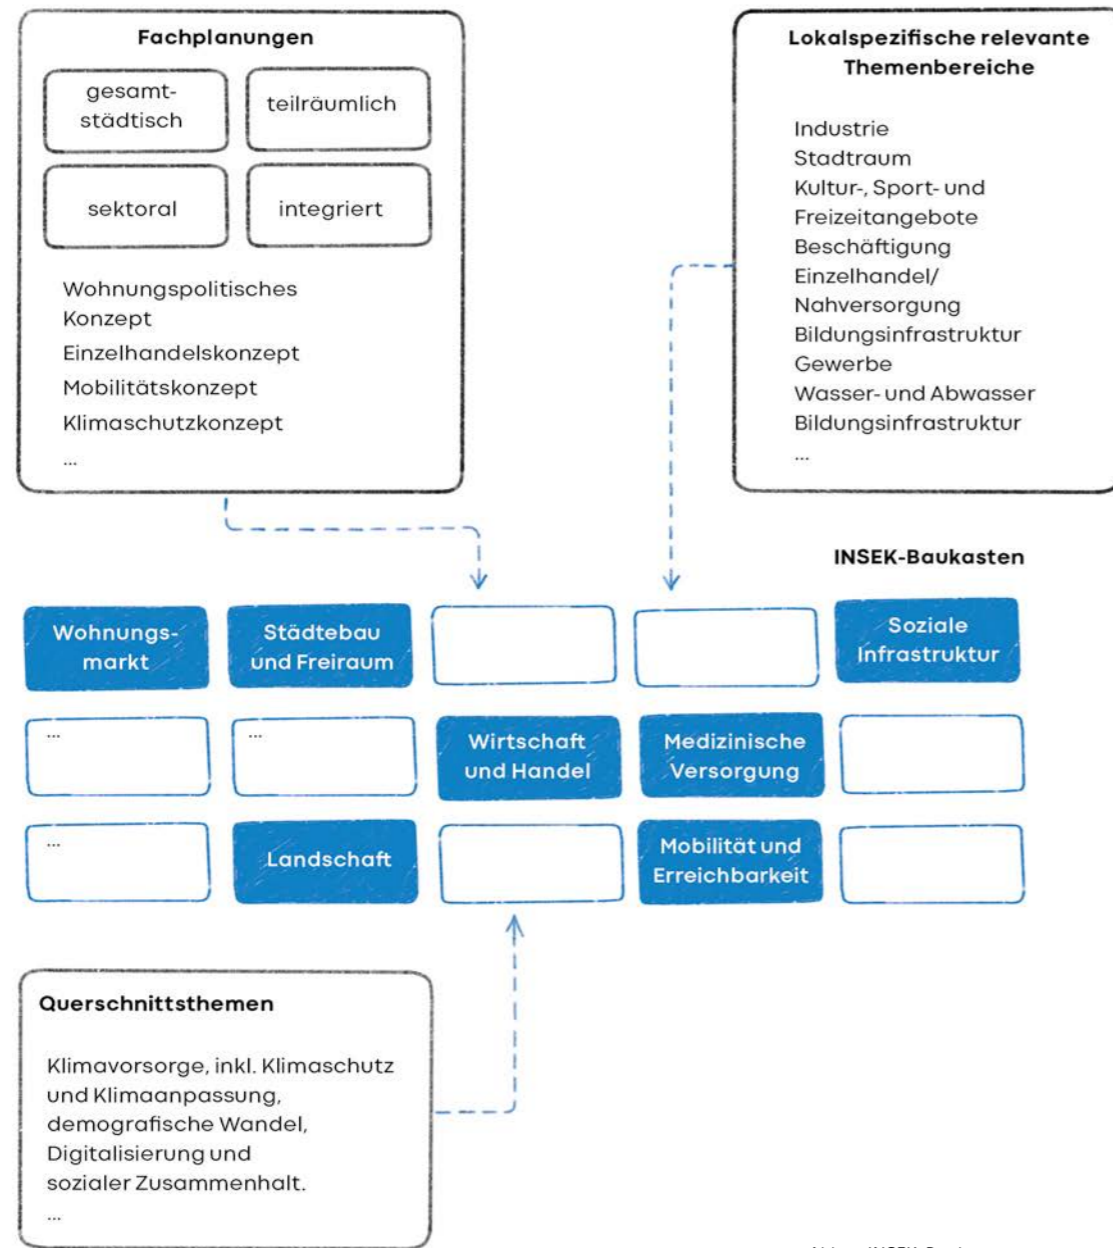 Fachplanungen
gesamt-
städtisch
teilräumlich
sektoral
integriert
Wohnungspolitisches
Konzept
Einzelhandelskonzept
Mobilitätskonzept
Klimaschutzkonzept
...
Lokalspezifische relevante
Themenbereiche
Industrie
Stadtraum
Kultur-, Sport- und
Freizeitangebote
Beschäftigung
Einzelhandel/
Nahversorgung
Bildungsinfrastruktur
Gewerbe
Wasser- und Abwasser
Bildungsinfrastruktur
...
INSEK-Baukasten
Wohnungs-
markt
Städtebau
und Freiraum
Soziale
Infrastruktur
...
...
Wirtschaft
und Handel
Medizinische
Versorgung
...
Landschaft
Mobilität und
Erreichbarkeit
Querschnittsthemen
Klimavorsorge, inkl. Klimaschutz
und Klimaanpassung,
demografische Wandel,
Digitalisierung und
sozialer Zusammenhalt.
...